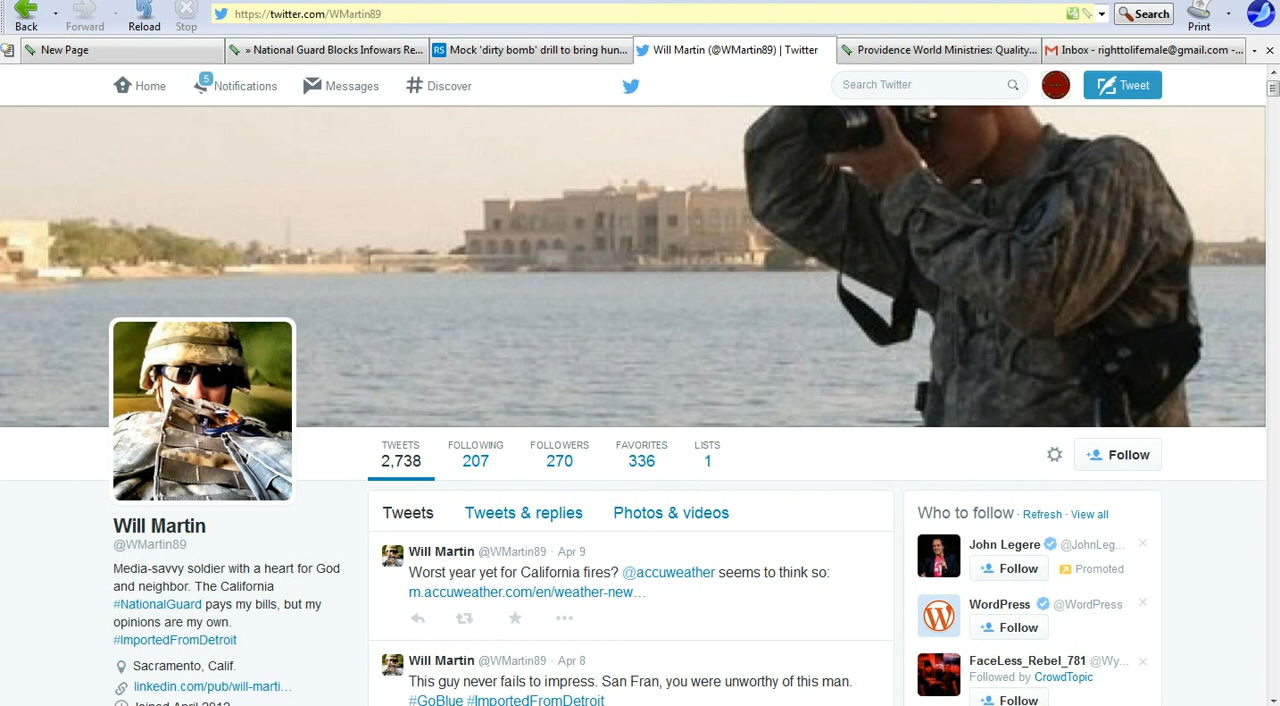 https://twitter.com/WMartin89
Back
Forward
Reload
Stop
Search
Print
New Page
» National Guard Blocks Infowars Re...
RS Mock 'dirty bomb' drill to bring hun...
Will Martin (@WMartin89) | Twitter
Providence World Ministries: Quality,...
Inbox - righttolifemale@gmail.com -...
Home
5
Notifications
Messages
Discover
Search Twitter
Tweet
TWEETS
2,738
FOLLOWING
207
FOLLOWERS
270
FAVORITES
336
LISTS
1
Follow
Will Martin
@WMartin89
Media-savvy soldier with a heart for God
and neighbor. The California
#NationalGuard pays my bills, but my
opinions are my own.
#ImportedFromDetroit
Sacramento, Calif.
linkedin.com/pub/will-marti...
Joined April 2012
Tweets Tweets & replies Photos & videos
Will Martin @WMartin89 · Apr 9
Worst year yet for California fires? @accuweather seems to think so:
m.accuweather.com/en/weather-new...
Will Martin @WMartin89 · Apr 8
This guy never fails to impress. San Fran, you were unworthy of this man.
#GoBlue #ImportedFromDetroit
Who to follow · Refresh · View all
John Legere @JohnLeg...
Follow
Promoted
WordPress @WordPress
Follow
FaceLess_Rebel_781 @Wy...
Followed by CrowdTopic
Follow